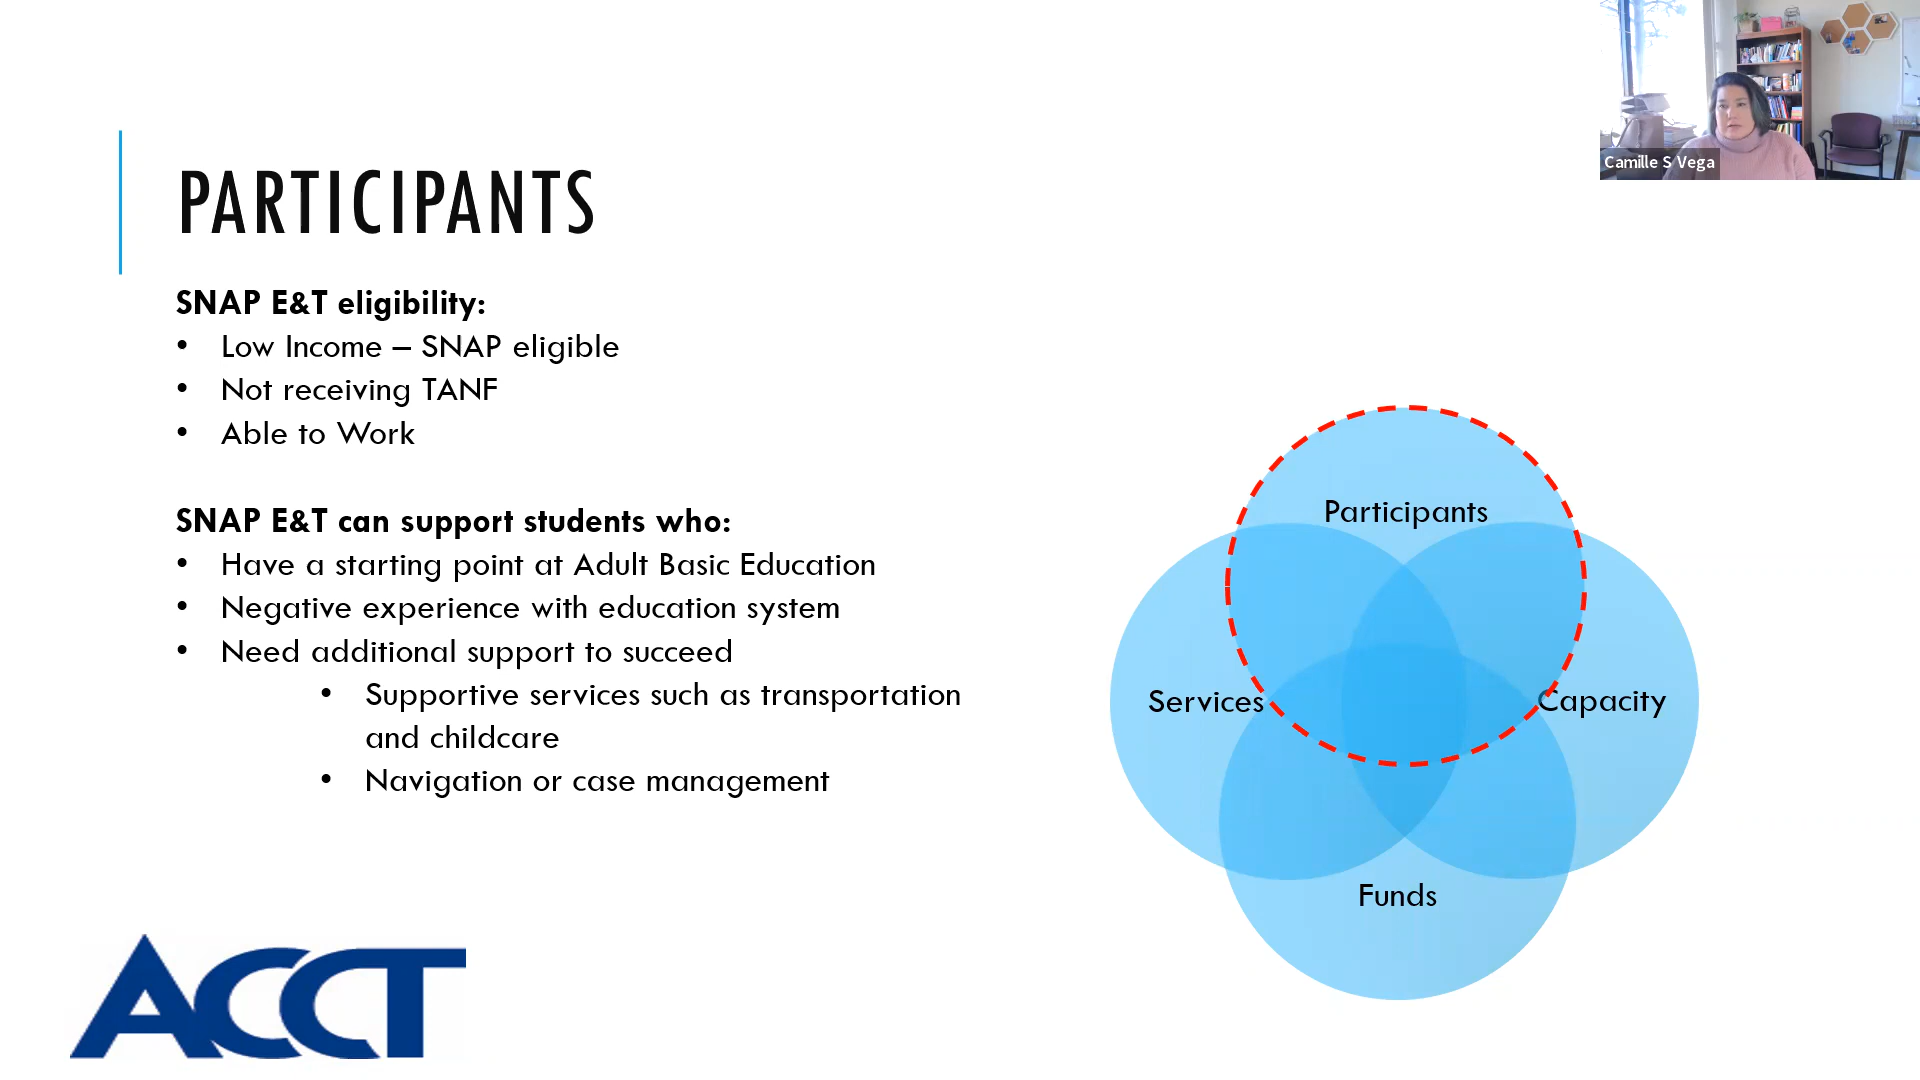 Camille S Vega
PARTICIPANTS
SNAP E&T eligibility:
• Low Income – SNAP eligible
• Not receiving TANF
• Able to Work
SNAP E&T can support students who:
• Have a starting point at Adult Basic Education
• Negative experience with education system
• Need additional support to succeed
• Supportive services such as transportation
and childcare
• Navigation or case management
Participants
Services
Capacity
Funds
ACCT